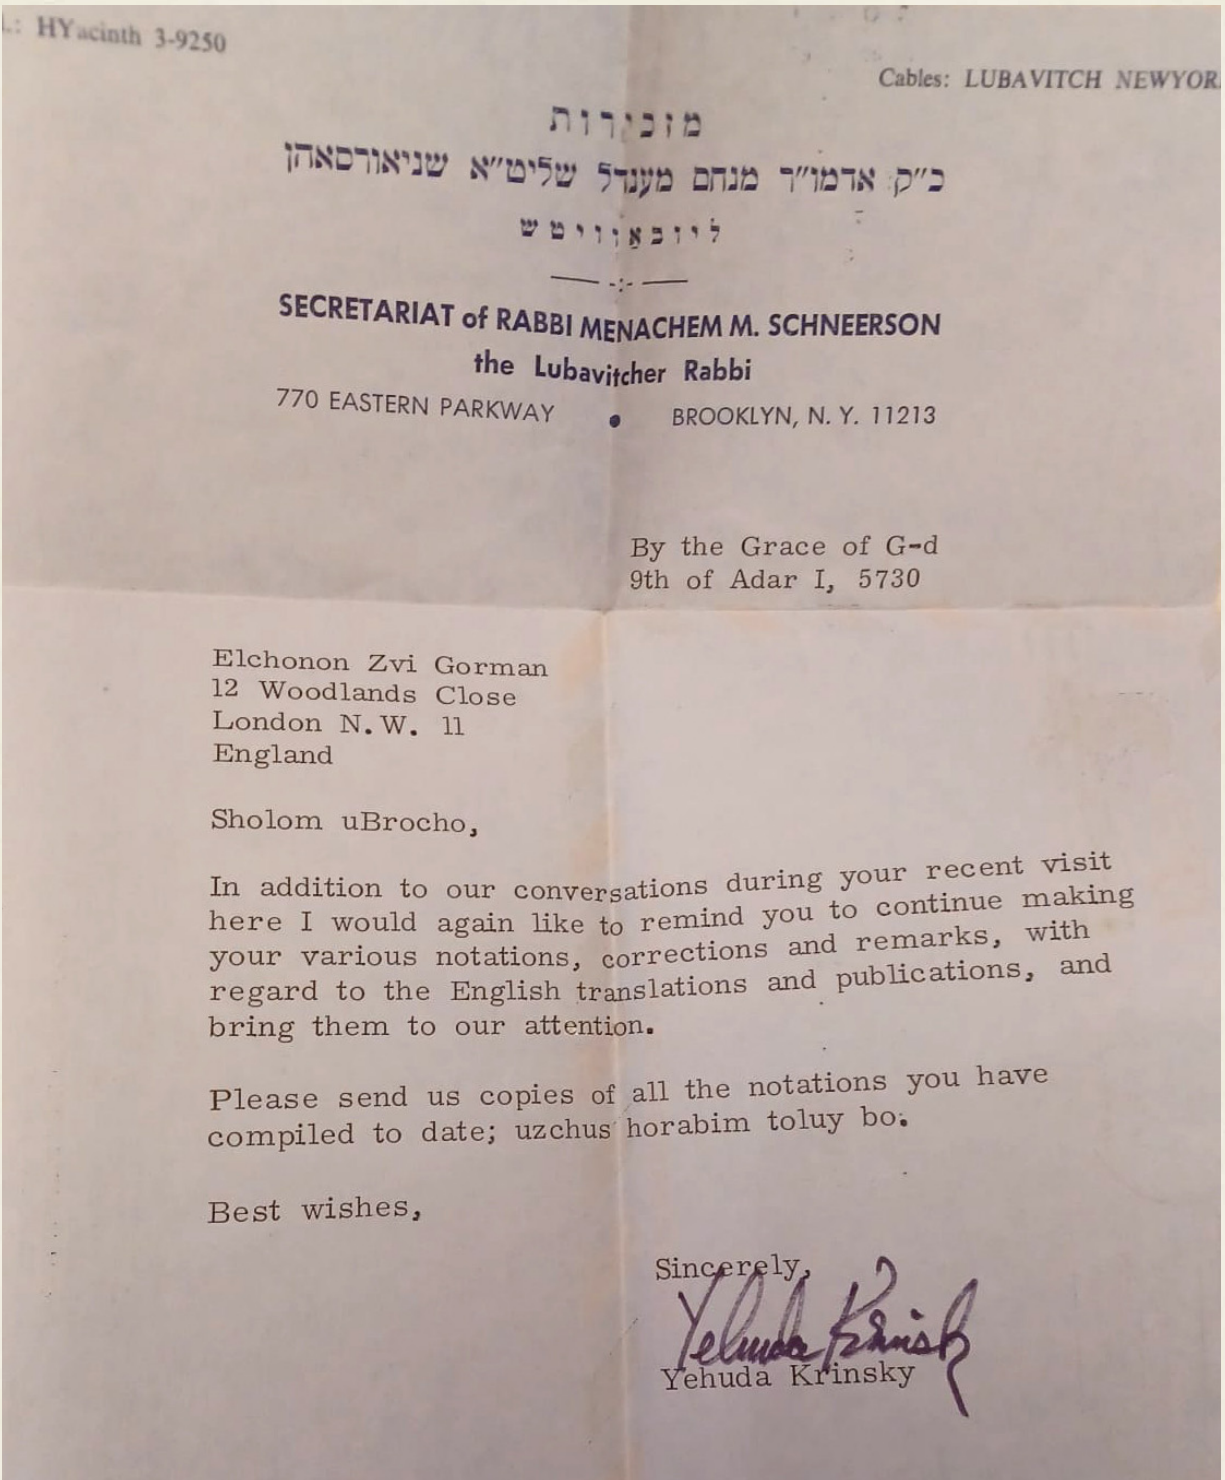 HYacinth 3-9250
Cables: LUBAVITCH NEWYOR
מזכירות
כ"ק אדמו"ר מנחם מענדל שליט"א שניאורסאהן
ליובאוויטש
SECRETARIAT of RABBI MENACHEM M. SCHNEERSON
the Lubavitcher Rabbi
770 EASTERN PARKWAY • BROOKLYN, N. Y. 11213
By the Grace of G-d
9th of Adar I, 5730
Elchonon Zvi Gorman
12 Woodlands Close
London N.W. 11
England
Sholom uBrocho,
In addition to our conversations during your recent visit
here I would again like to remind you to continue making
your various notations, corrections and remarks, with
regard to the English translations and publications, and
bring them to our attention.
Please send us copies of all the notations you have
compiled to date; uzchus horabim toluy bo.
Best wishes,
Sincerely,
Yehuda Krinsky
Yehuda Krinsky